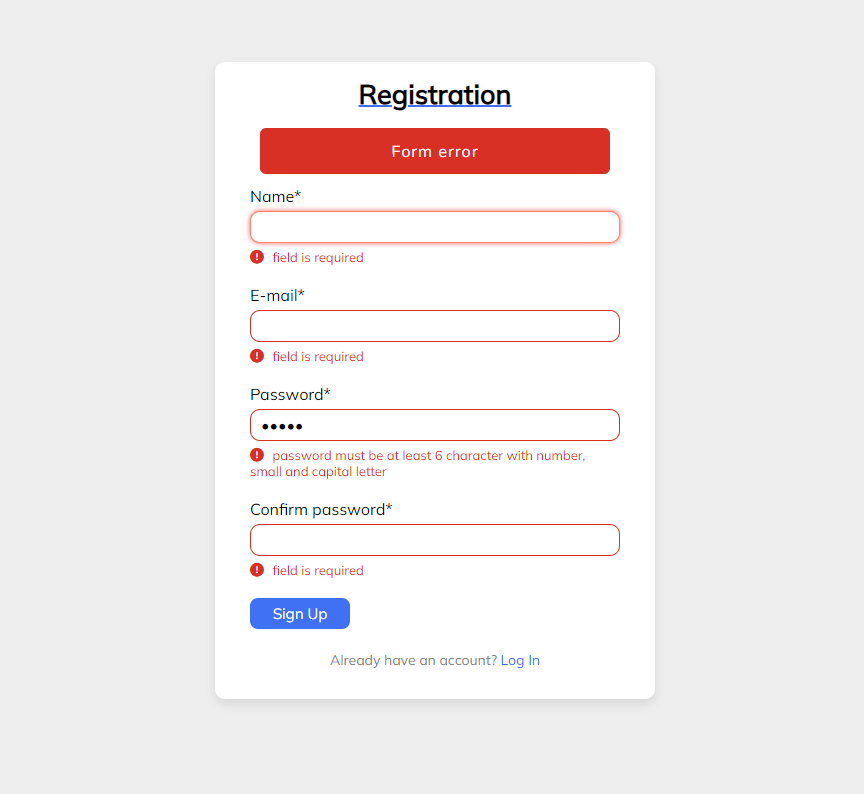 Registration
Form error
Name*
field is required
E-mail*
field is required
Password*
•••••
password must be at least 6 character with number,
small and capital letter
Confirm password*
field is required
Sign Up
Already have an account? Log In